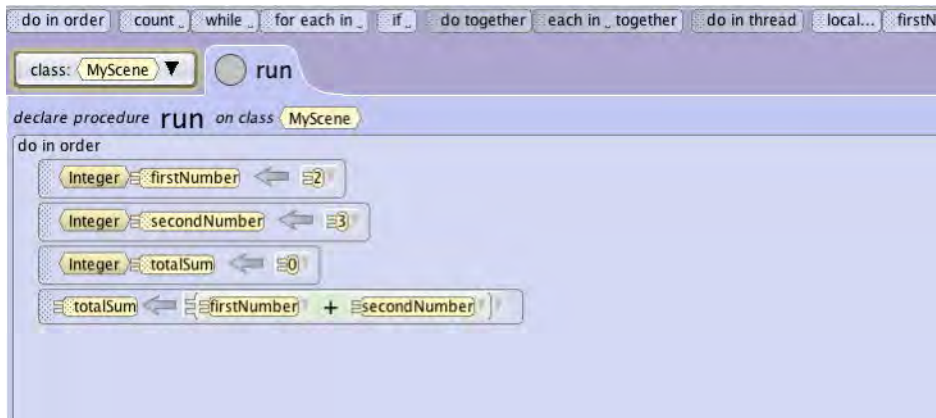 do in order count _ while _ for each in _ if _ do together each in _ together do in thread local... firstN
class: MyScene run
declare procedure run on class MyScene
do in order
Integer firstNumber 2
Integer secondNumber 3
Integer totalSum 0
totalSum firstNumber + secondNumber